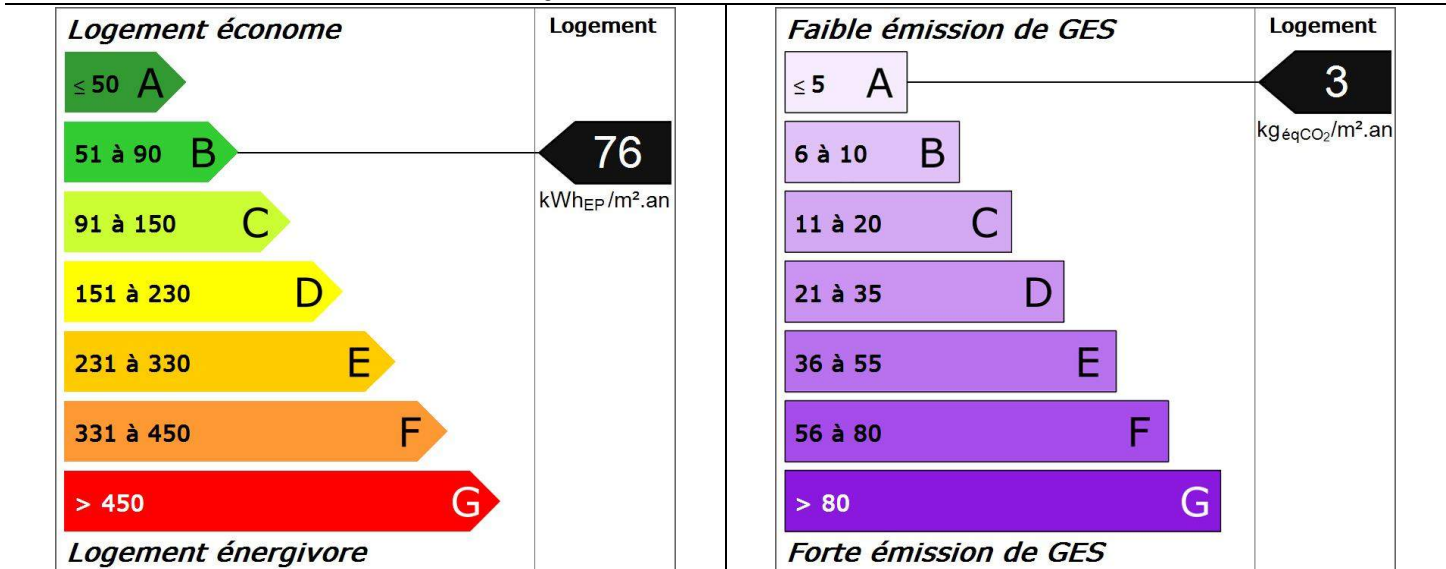 Logement économe
Logement
≤ 50 A
51 à 90 B
76
kWhEP/m².an
91 à 150 C
151 à 230 D
231 à 330 E
331 à 450 F
> 450 G
Logement énergivore
Faible émission de GES
Logement
≤ 5 A
3
kgéqCO₂/m².an
6 à 10 B
11 à 20 C
21 à 35 D
36 à 55 E
56 à 80 F
> 80 G
Forte émission de GES